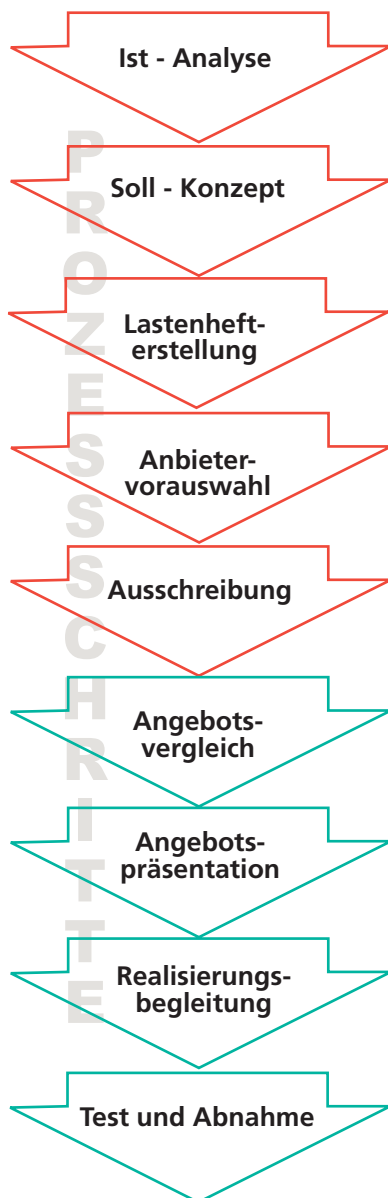 PROZESSSCHRITTE
Ist - Analyse
Soll - Konzept
Lastenheft-
erstellung
Anbieter-
vorauswahl
Ausschreibung
Angebots-
vergleich
Angebots-
präsentation
Realisierungs-
begleitung
Test und Abnahme